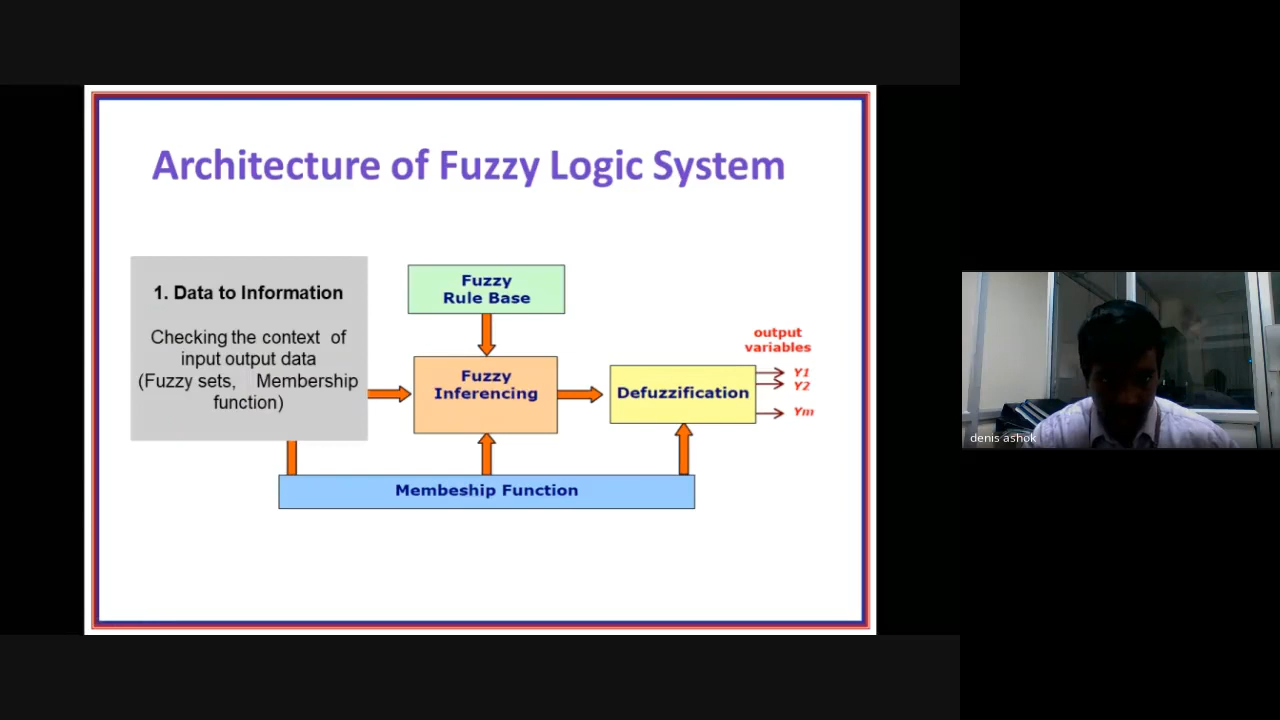 Architecture of Fuzzy Logic System
1. Data to Information
Checking the context of
input output data
(Fuzzy sets, Membership
function)
Fuzzy
Rule Base
Fuzzy
Inferencing
Defuzzification
output
variables
Y1
Y2
Ym
Membeship Function
denis ashok